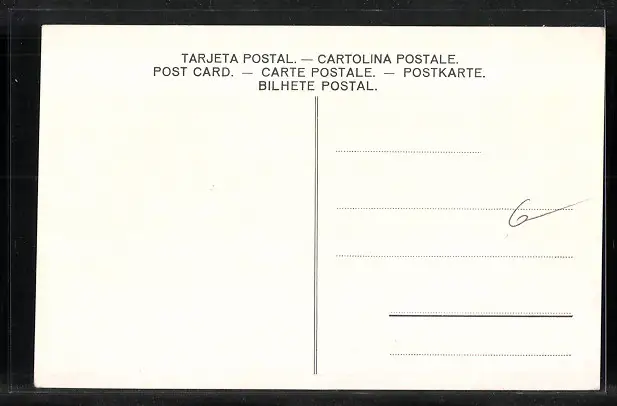 TARJETA POSTAL. — CARTOLINA POSTALE.
POST CARD. — CARTE POSTALE. — POSTKARTE.
BILHETE POSTAL.
6